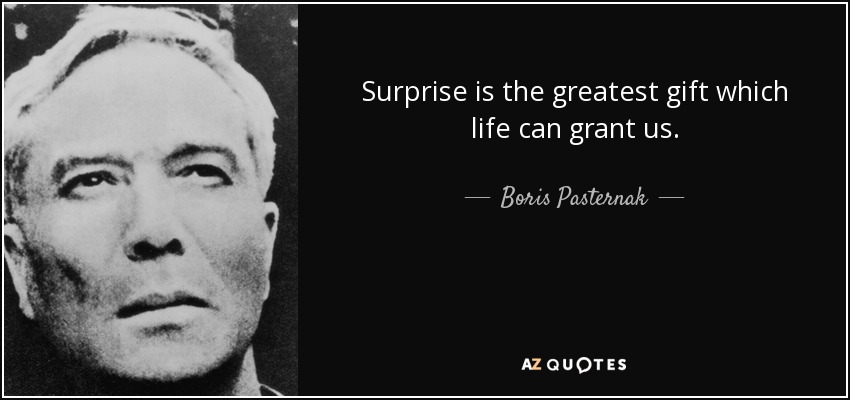 Surprise is the greatest gift which
life can grant us.
Boris Pasternak
AZ QUOTES